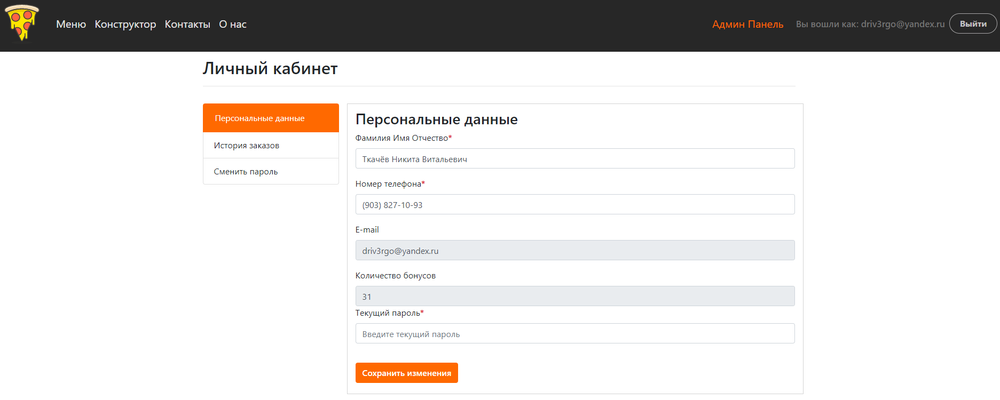 Меню Конструктор Контакты О нас Админ Панель Вы вошли как: driv3rgo@yandex.ru Выйти
Личный кабинет
Персональные данные
История заказов
Сменить пароль
Персональные данные
Фамилия Имя Отчество*
Ткачёв Никита Витальевич
Номер телефона*
(903) 827-10-93
E-mail
driv3rgo@yandex.ru
Количество бонусов
31
Текущий пароль*
Введите текущий пароль
Сохранить изменения